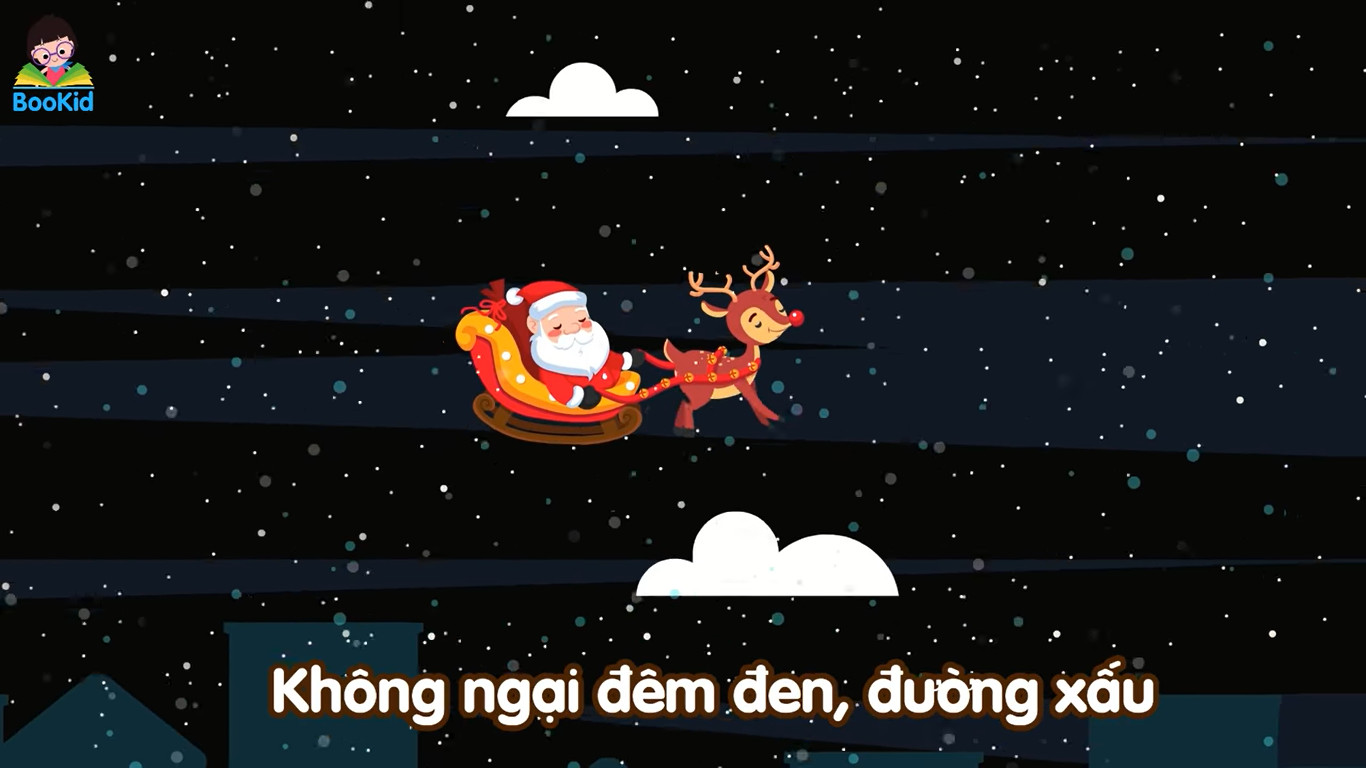 BooKid
Không ngại đêm đen, đường xấu